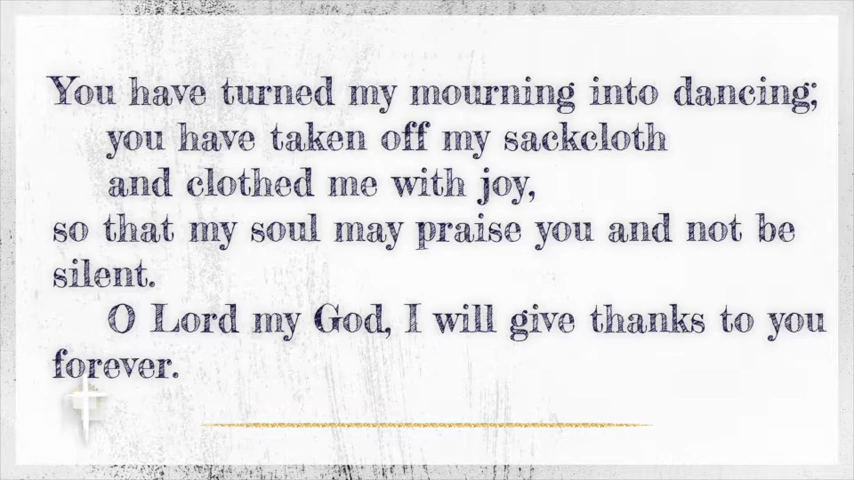 You have turned my mourning into dancing;
you have taken off my sackcloth
and clothed me with joy,
so that my soul may praise you and not be
silent.
O Lord my God, I will give thanks to you
forever.